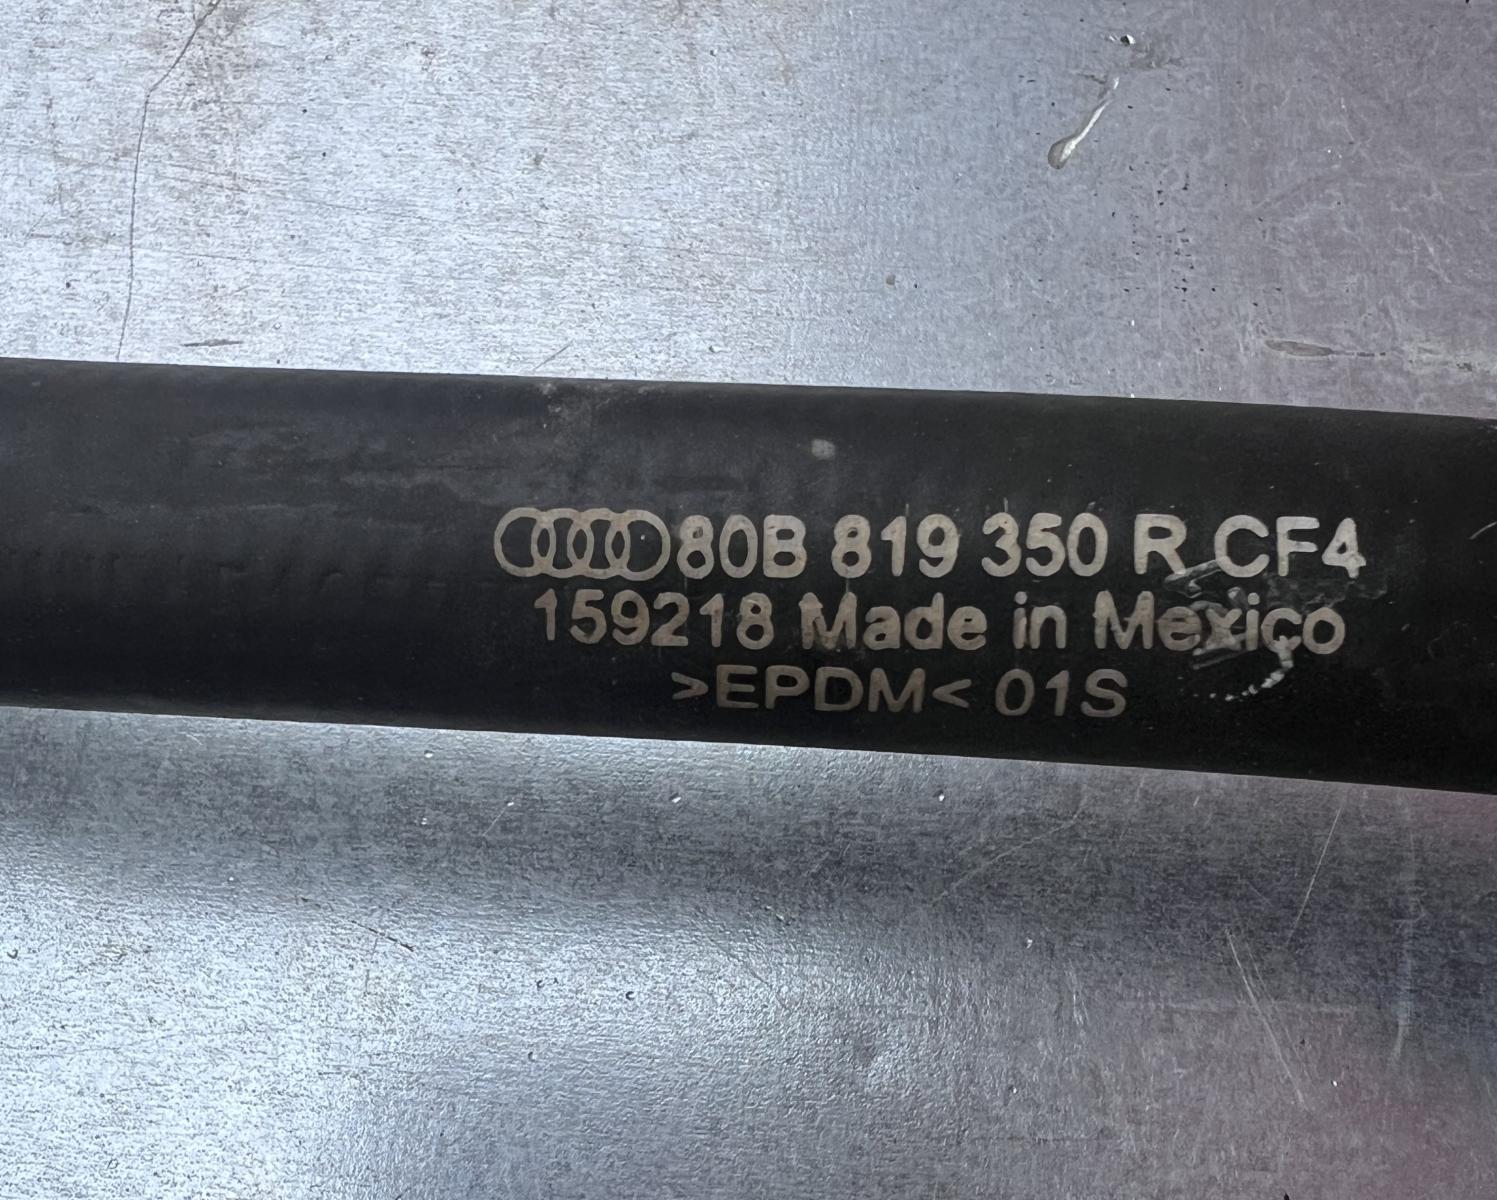 80B 819 350 R CF4
159218 Made in Mexico
>EPDM< 01S